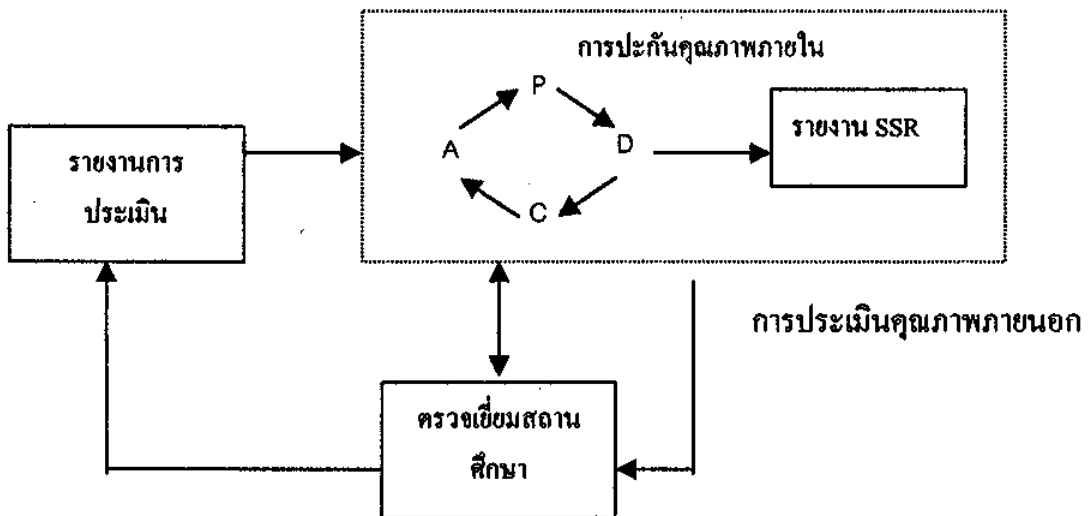 การประกันคุณภาพภายใน
P
A
D
C
รายงาน SSR
รายงานการ
ประเมิน
การประเมินคุณภาพภายนอก
ตรวจเยี่ยมสถาน
ศึกษา